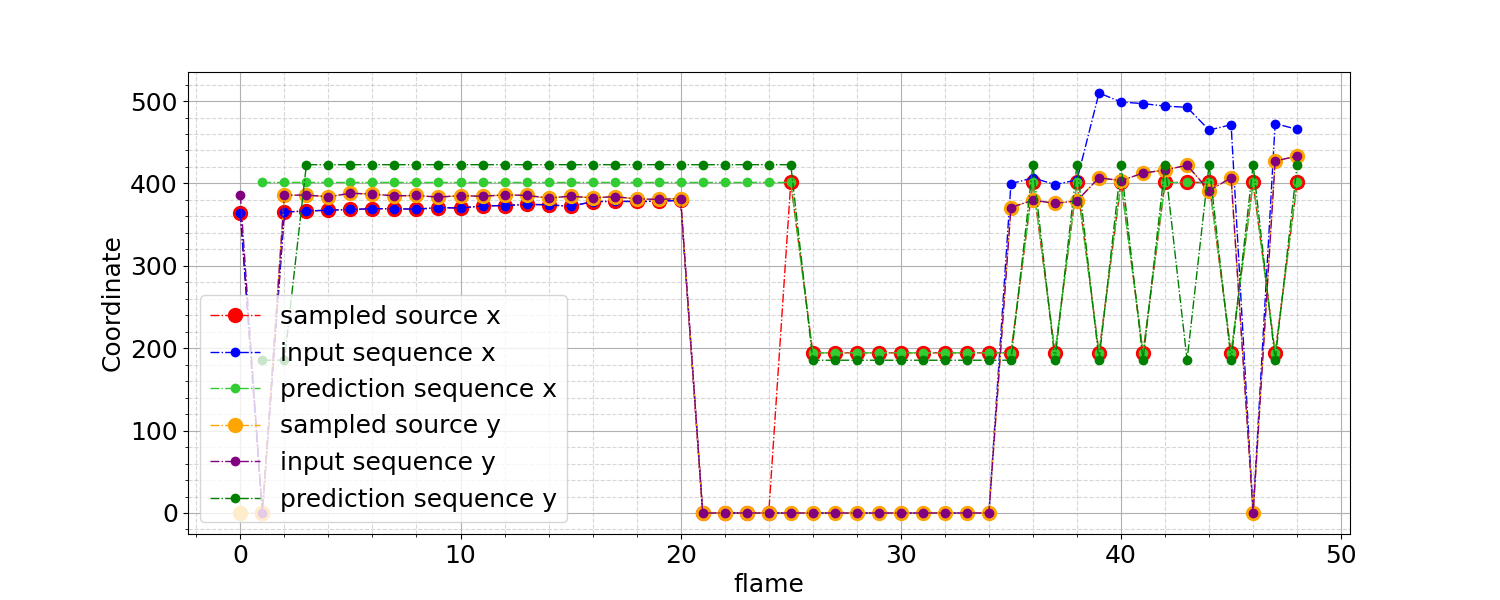 500
400
300
200
100
0
Coordinate
sampled source x
input sequence x
prediction sequence x
sampled source y
input sequence y
prediction sequence y
0 10 20 30 40 50
flame